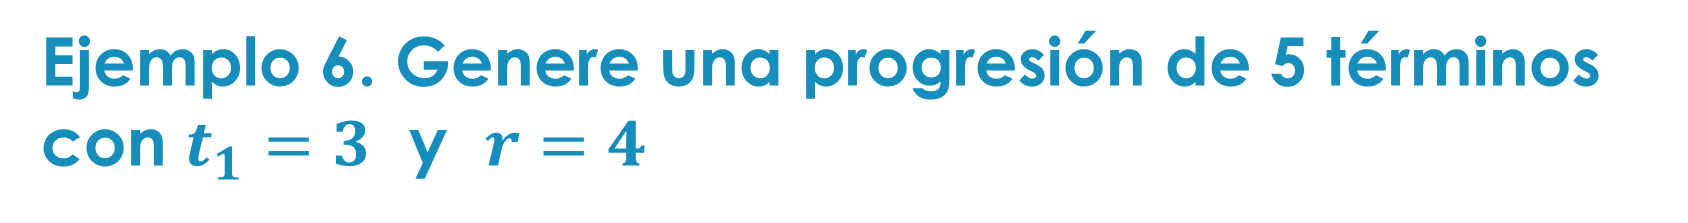 Ejemplo 6. Genere una progresión de 5 términos
con t₁ = 3 y r = 4